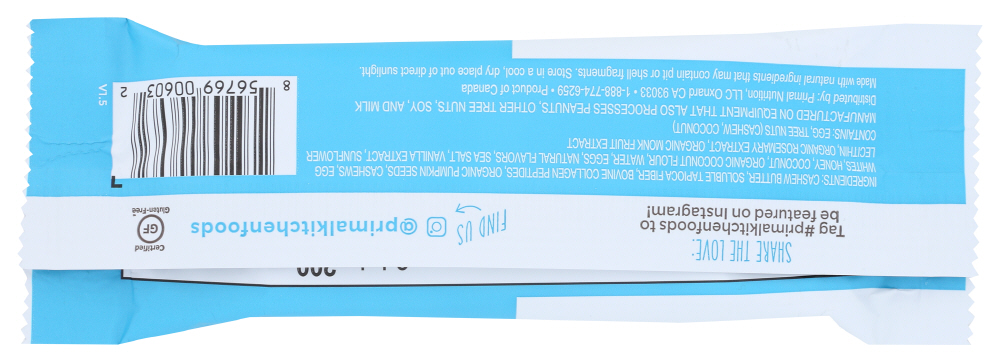 SHARE THE LOVE:
Tag #primalkitchenfoods to
be featured on Instagram!
FIND US
@primalkitchenfoods
Certified
GF
Gluten-Free
INGREDIENTS: CASHEW BUTTER, SOLUBLE TAPIOCA FIBER, BOVINE COLLAGEN PEPTIDES, ORGANIC PUMPKIN SEEDS, CASHEWS, EGG
WHITES, HONEY, COCONUT, ORGANIC COCONUT FLOUR, WATER, EGGS, NATURAL FLAVORS, SEA SALT, VANILLA EXTRACT, SUNFLOWER
LECITHIN, ORGANIC ROSEMARY EXTRACT, ORGANIC MONK FRUIT EXTRACT
CONTAINS: EGG, TREE NUTS (CASHEW, COCONUT)
MANUFACTURED ON EQUIPMENT THAT ALSO PROCESSES PEANUTS, OTHER TREE NUTS, SOY, AND MILK
Distributed by: Primal Nutrition, LLC Oxnard CA 93033 • 1-888-774-6259 • Product of Canada
Made with natural ingredients that may contain pit or shell fragments. Store in a cool, dry place out of direct sunlight.
8 56769 00603 2
V1.5